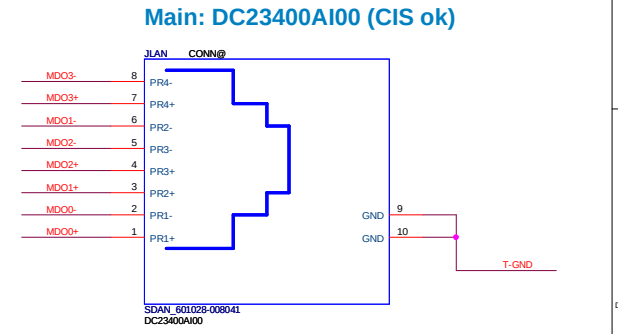 Main: DC23400AI00 (CIS ok)
JLAN CONN@
MDO3- 8 PR4-
MDO3+ 7 PR4+
MDO1- 6 PR2-
MDO2- 5 PR3-
MDO2+ 4 PR3+
MDO1+ 3 PR2+
MDO0- 2 PR1- GND 9
MDO0+ 1 PR1+ GND 10
T-GND
SDAN_601028-008041
DC23400AI00